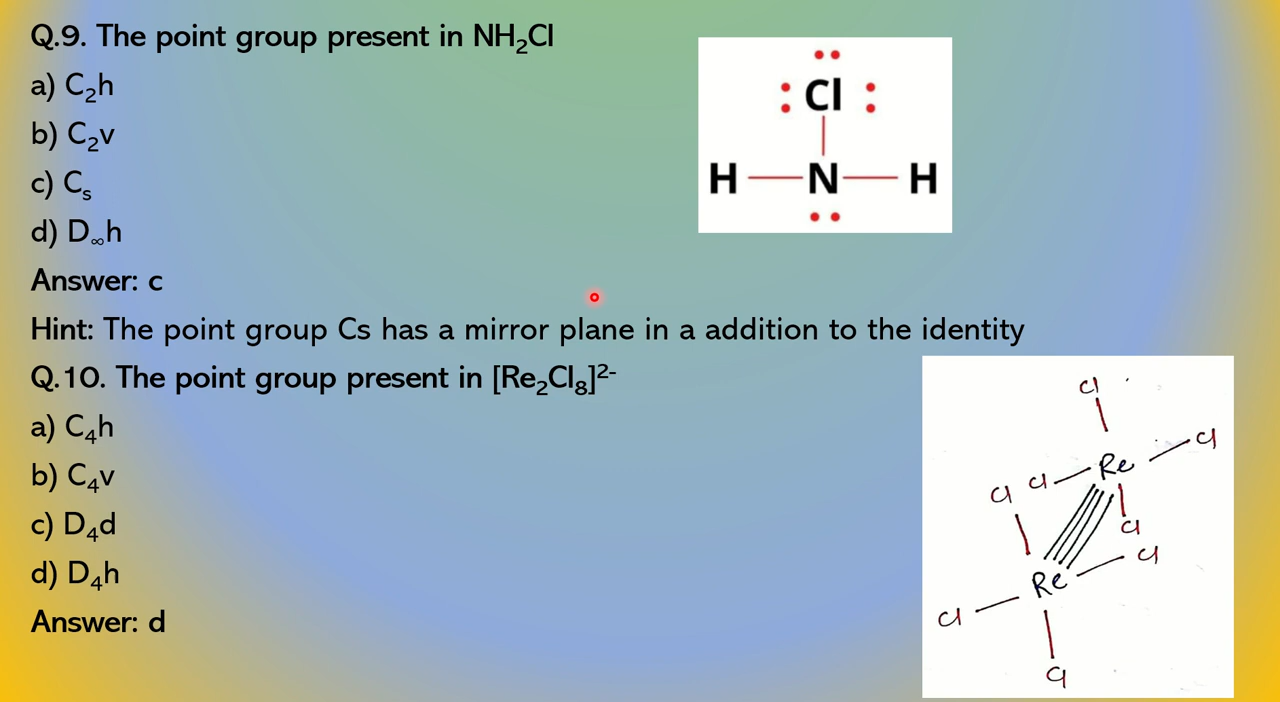 Q.9. The point group present in NH₂Cl
a) C₂h
b) C₂v
c) Cₛ
d) D∞h
Answer: c
Hint: The point group Cs has a mirror plane in a addition to the identity
Q.10. The point group present in [Re₂Cl₈]²⁻
a) C₄h
b) C₄v
c) D₄d
d) D₄h
Answer: d
Cl
H N H
Cl
Re Cl
Cl Cl
Cl
Cl
Re
Cl
Cl